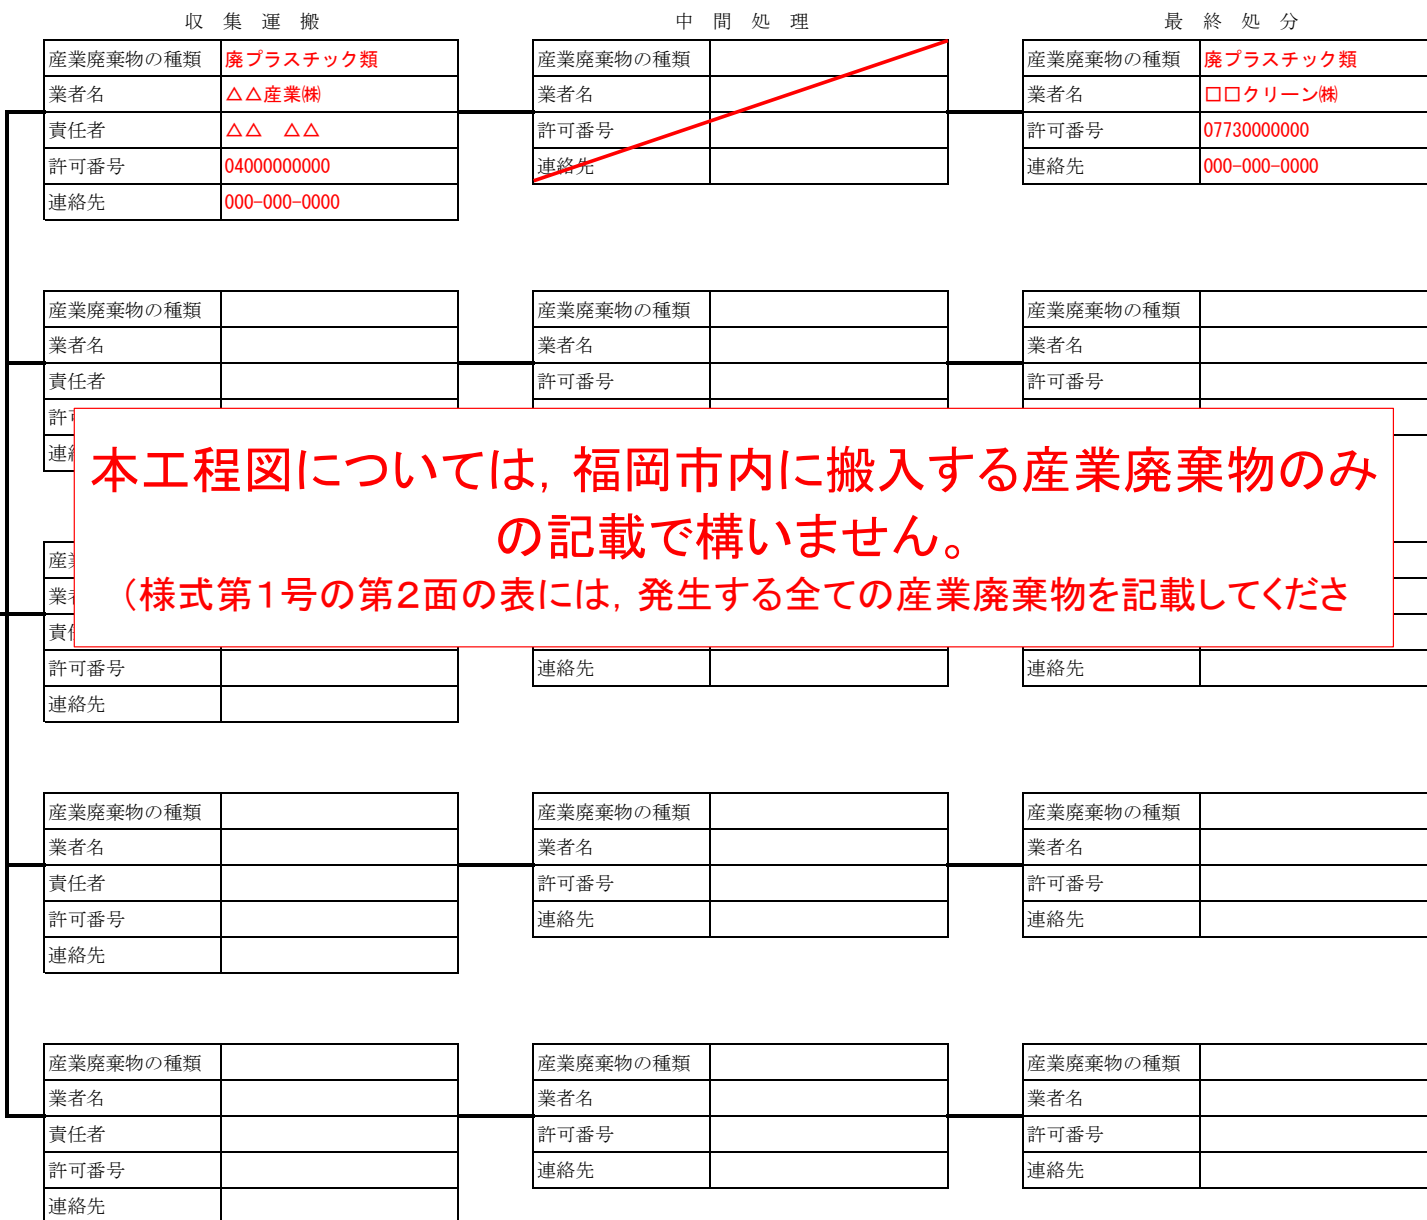 収集運搬 中間処理 最終処分
産業廃棄物の種類 廃プラスチック類 産業廃棄物の種類 産業廃棄物の種類 廃プラスチック類
業者名 △△産業㈱ 業者名 業者名 □□クリーン㈱
責任者 △△ △△ 許可番号 許可番号 07730000000
許可番号 04000000000 連絡先 連絡先 000-000-0000
連絡先 000-000-0000
産業廃棄物の種類 産業廃棄物の種類 産業廃棄物の種類
業者名 業者名 業者名
責任者 許可番号 許可番号
許
連
本工程図については，福岡市内に搬入する産業廃棄物のみ
の記載で構いません。
（様式第１号の第２面の表には，発生する全ての産業廃棄物を記載してくださ
産
業
責
許可番号 連絡先 連絡先
連絡先
産業廃棄物の種類 産業廃棄物の種類 産業廃棄物の種類
業者名 業者名 業者名
責任者 許可番号 許可番号
許可番号 連絡先 連絡先
連絡先
産業廃棄物の種類 産業廃棄物の種類 産業廃棄物の種類
業者名 業者名 業者名
責任者 許可番号 許可番号
許可番号 連絡先 連絡先
連絡先